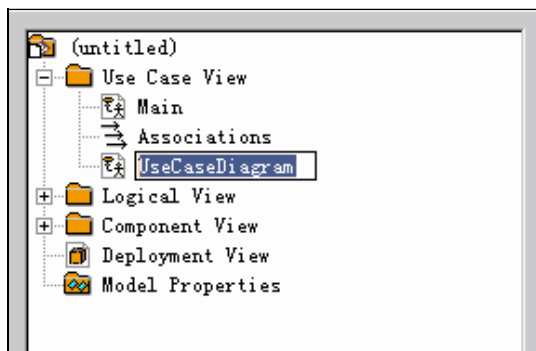 (untitled)
Use Case View
Main
Associations
UseCaseDiagram
Logical View
Component View
Deployment View
Model Properties